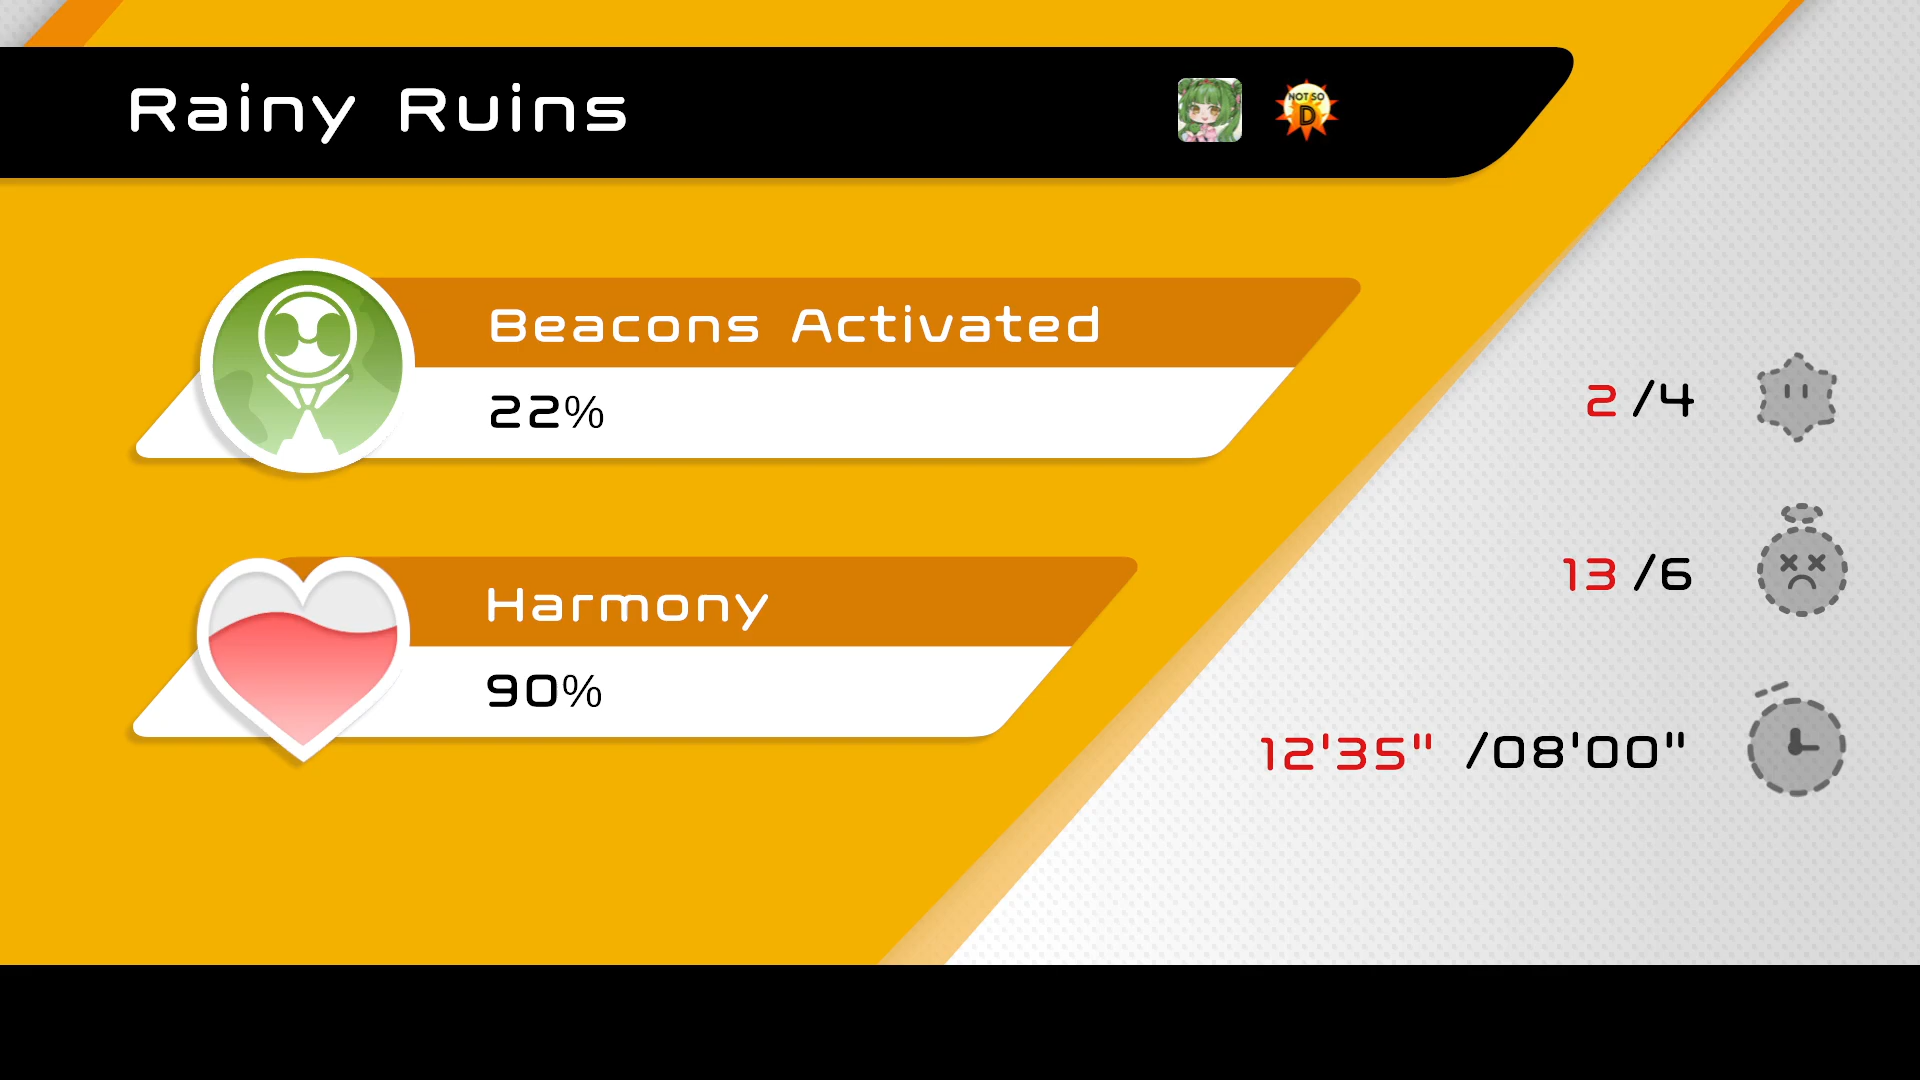 Rainy Ruins
NOT SO
D
Beacons Activated
22%
Harmony
90%
2 /4
13 /6
12'35" /08'00"